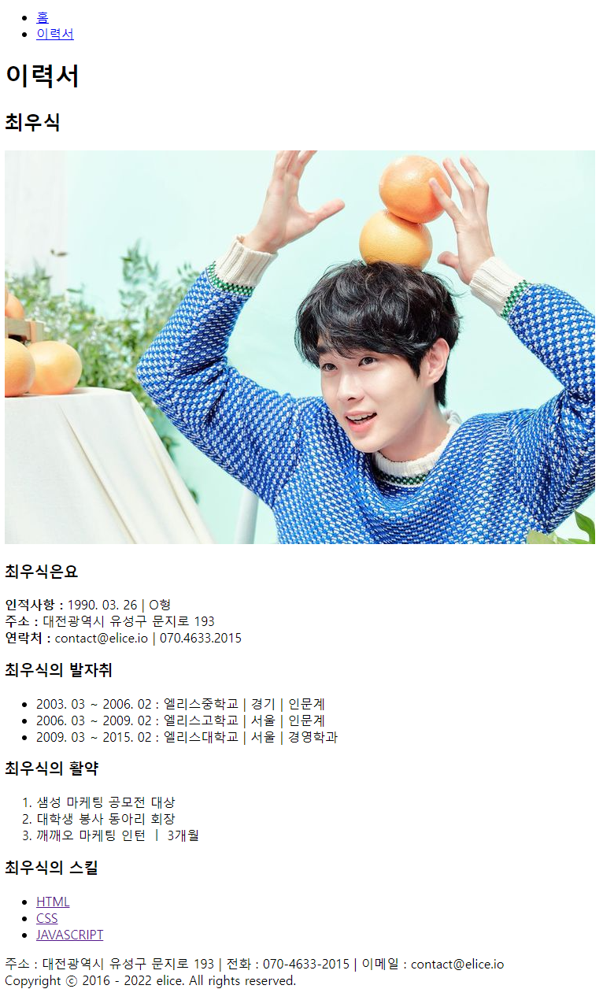 홈
이력서
이력서
최우식
최우식은요
인적사항 : 1990. 03. 26 | O형
주소 : 대전광역시 유성구 문지로 193
연락처 : contact@elice.io | 070.4633.2015
최우식의 발자취
2003. 03 ~ 2006. 02 : 엘리스중학교 | 경기 | 인문계
2006. 03 ~ 2009. 02 : 엘리스고학교 | 서울 | 인문계
2009. 03 ~ 2015. 02 : 엘리스대학교 | 서울 | 경영학과
최우식의 활약
1. 샘성 마케팅 공모전 대상
2. 대학생 봉사 동아리 회장
3. 깨깨오 마케팅 인턴 ㅣ 3개월
최우식의 스킬
HTML
CSS
JAVASCRIPT
주소 : 대전광역시 유성구 문지로 193 | 전화 : 070-4633-2015 | 이메일 : contact@elice.io
Copyright ⓒ 2016 - 2022 elice. All rights reserved.